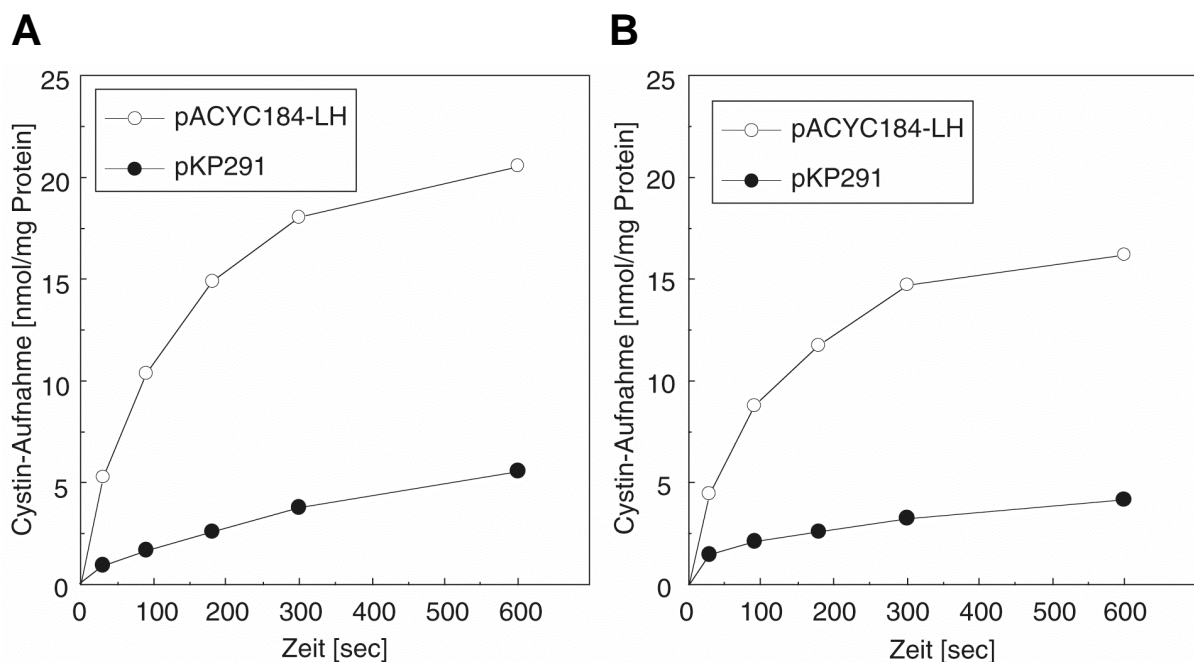 A
Cystin-Aufnahme [nmol/mg Protein]
25
20
15
10
5
0
pACYC184-LH
pKP291
0 100 200 300 400 500 600
Zeit [sec]
B
Cystin-Aufnahme [nmol/mg Protein]
25
20
15
10
5
0
pACYC184-LH
pKP291
0 100 200 300 400 500 600
Zeit [sec]